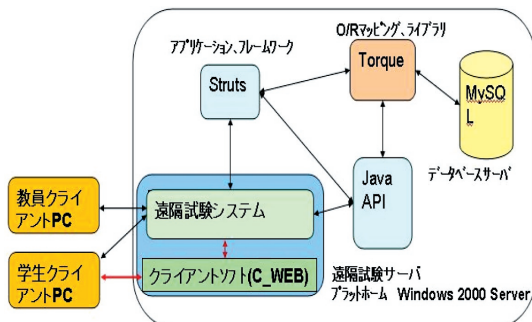 O/Rﾏｯﾋﾟﾝｸﾞ､ﾗｲﾌﾞﾗﾘ
ｱﾌﾟﾘｹｰｼｮﾝ､ﾌﾚｰﾑﾜｰｸ
Torque
Struts
MySQ
L
ﾃﾞｰﾀﾍﾞｰｽｻｰﾊﾞ
Java
API
教員クライ
アントPC
遠隔試験システム
学生クライ
アントPC
クライアントソフト(C_WEB)
遠隔試験サーバ
ﾌﾟﾗｯﾄﾎｰﾑ Windows 2000 Server